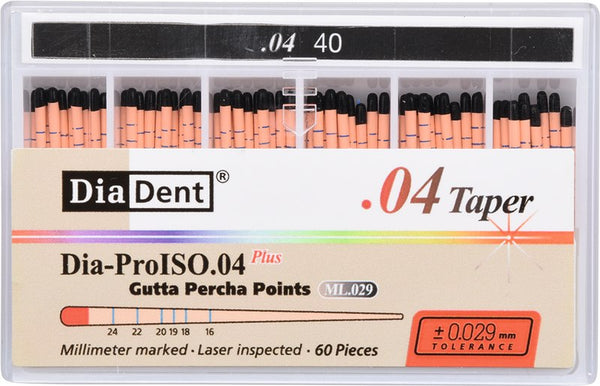 .04 40
DiaDent®
.04 Taper
Dia-ProISO.04 Plus
Gutta Percha Points ML.029
24 22 20 19 18 16
Millimeter marked · Laser inspected · 60 Pieces
± 0.029 mm
TOLERANCE